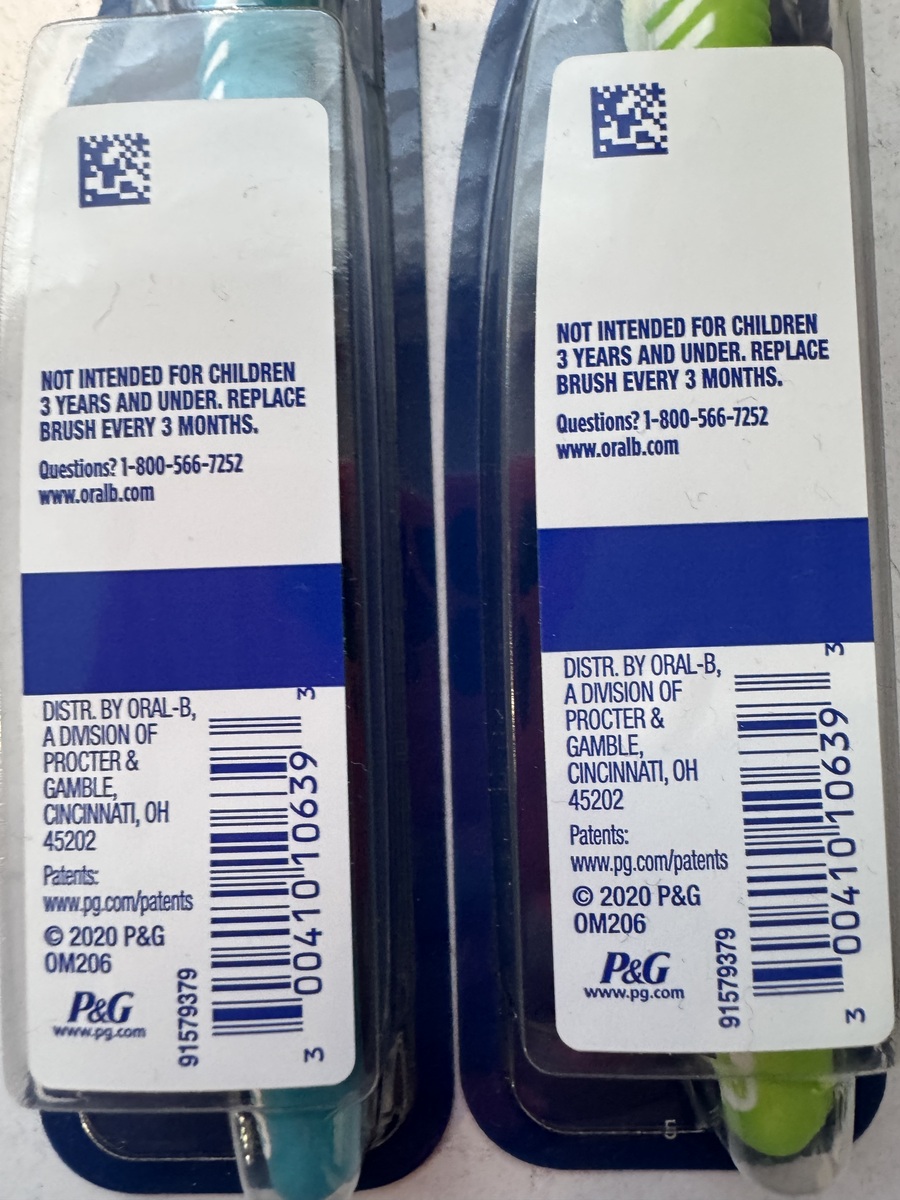 NOT INTENDED FOR CHILDREN
3 YEARS AND UNDER. REPLACE
BRUSH EVERY 3 MONTHS.
Questions? 1-800-566-7252
www.oralb.com
DISTR. BY ORAL-B,
A DIVISION OF
PROCTER &
GAMBLE,
CINCINNATI, OH
45202
Patents:
www.pg.com/patents
© 2020 P&G
OM206
P&G
www.pg.com
91579379
3 00410 10639 3
NOT INTENDED FOR CHILDREN
3 YEARS AND UNDER. REPLACE
BRUSH EVERY 3 MONTHS.
Questions? 1-800-566-7252
www.oralb.com
DISTR. BY ORAL-B,
A DIVISION OF
PROCTER &
GAMBLE,
CINCINNATI, OH
45202
Patents:
www.pg.com/patents
© 2020 P&G
OM206
P&G
www.pg.com
91579379
3 00410 10639 3